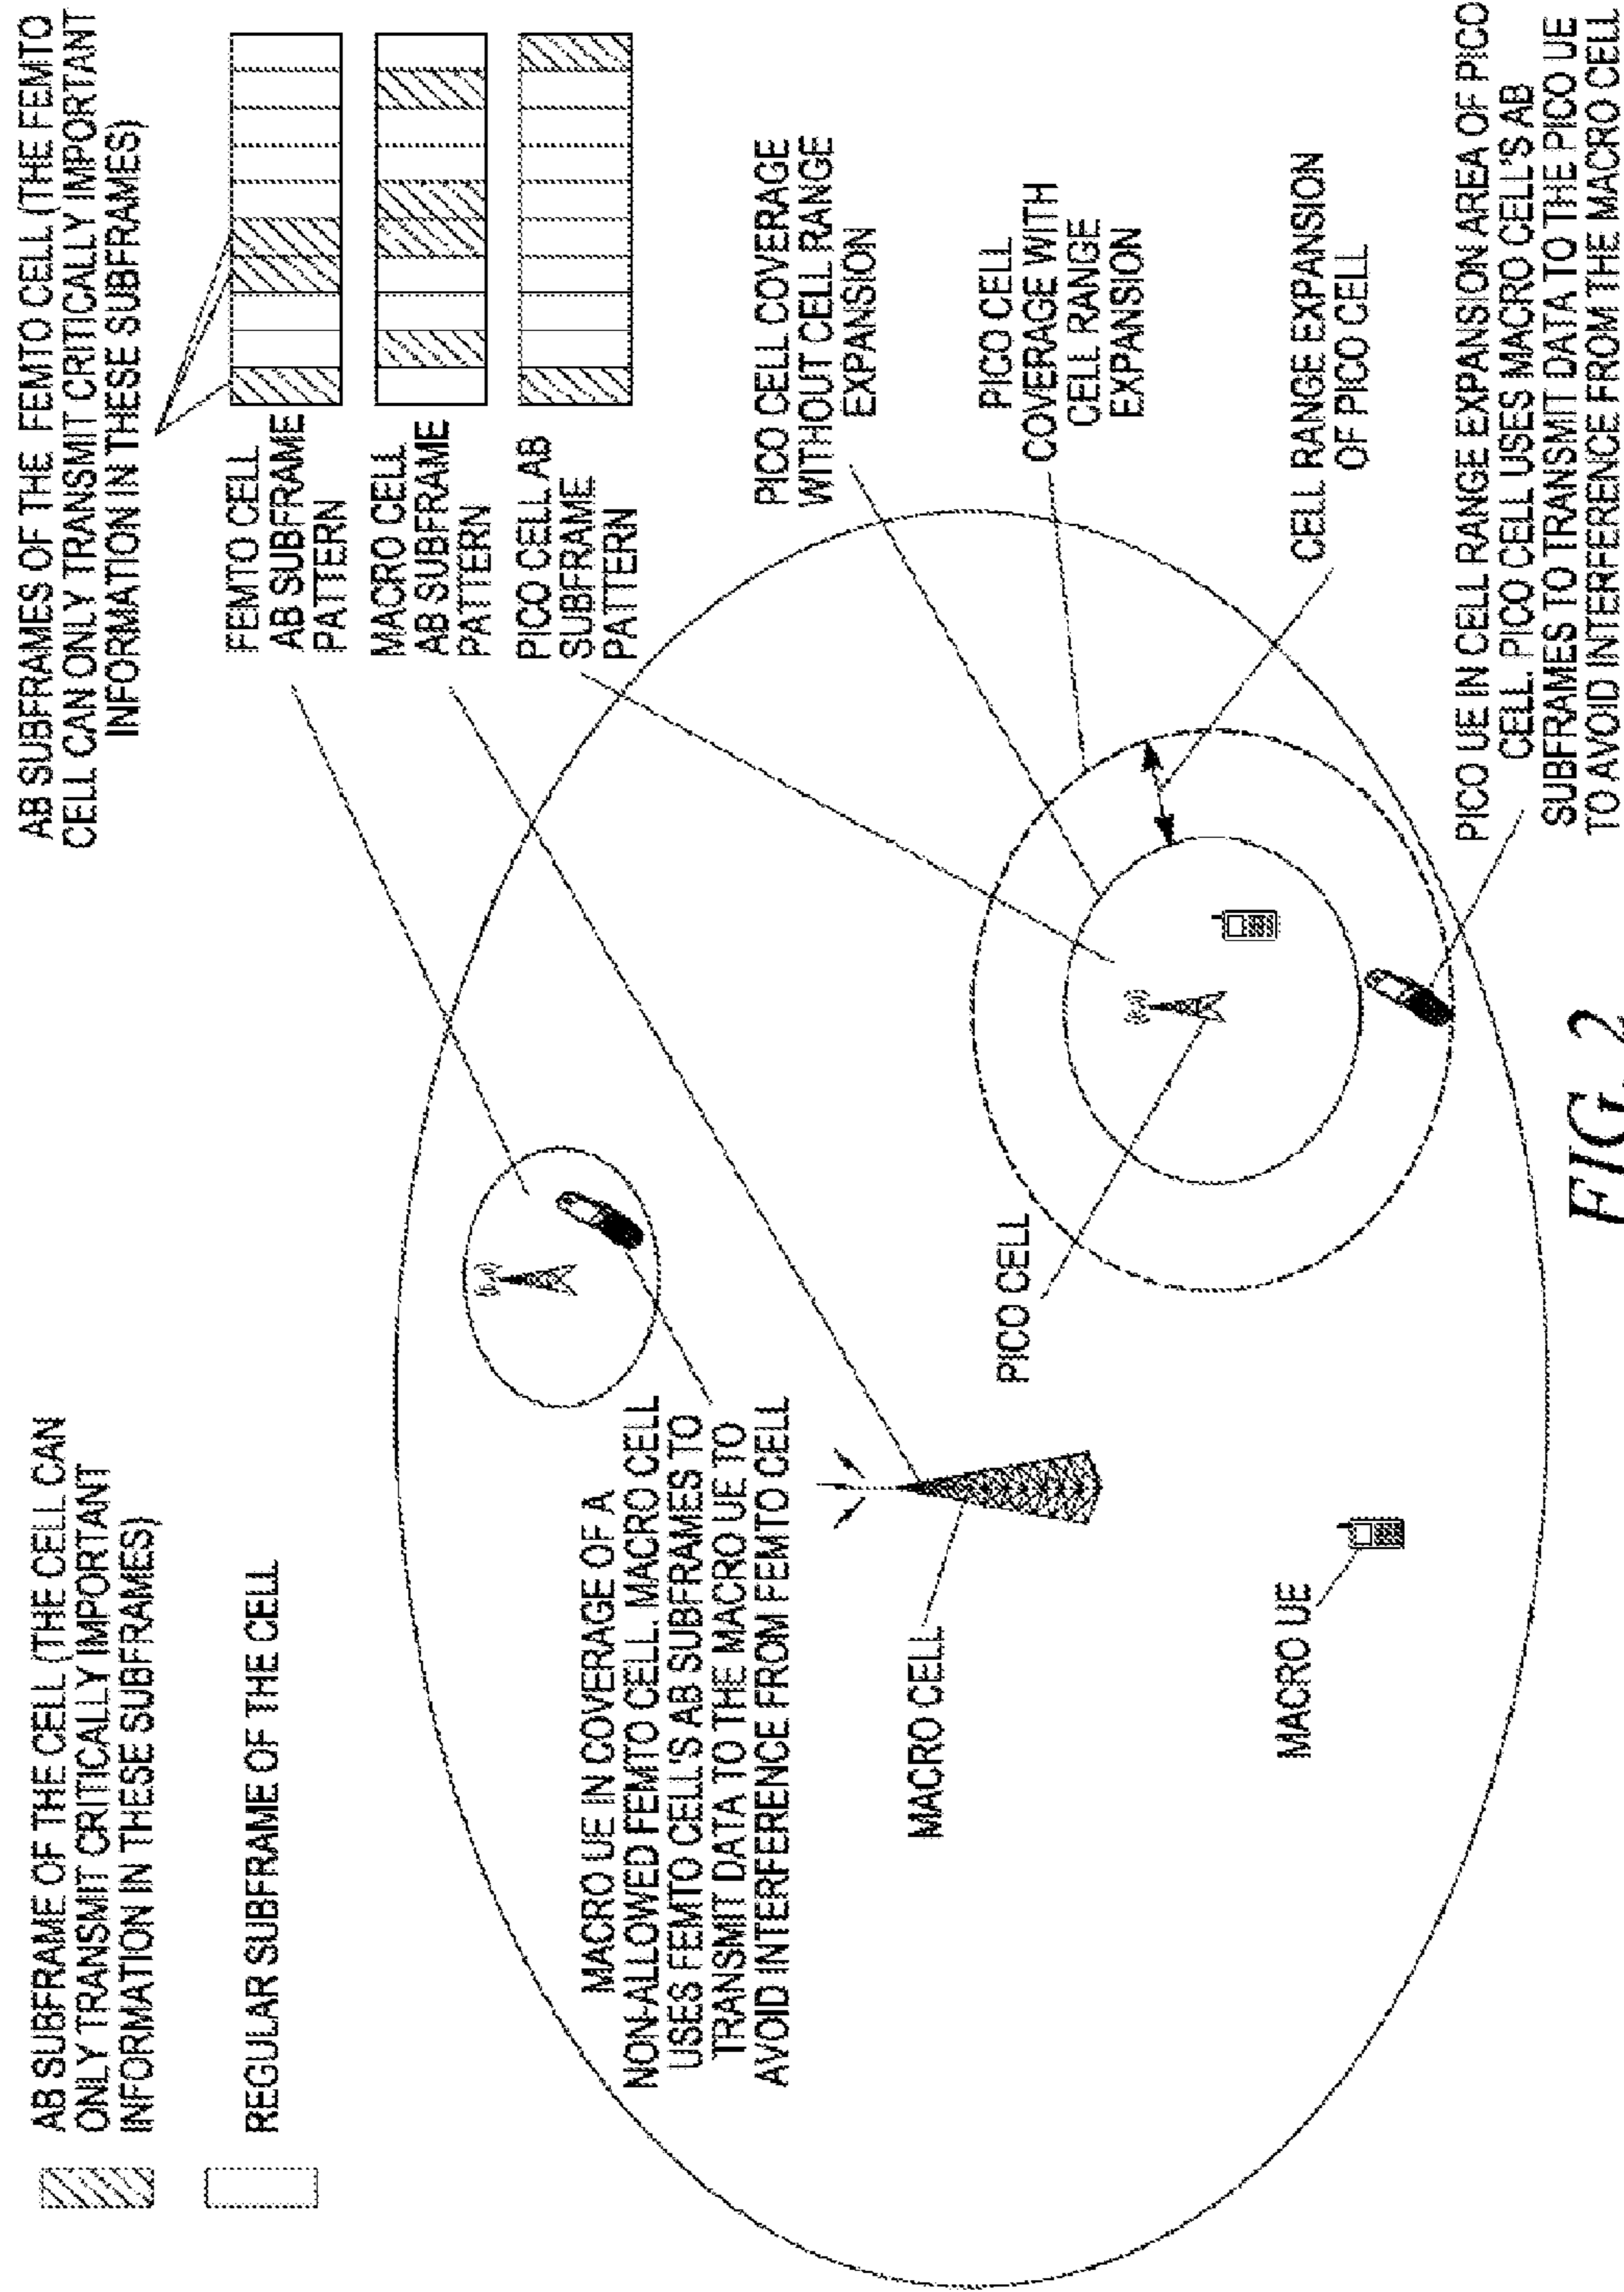 AB SUBFRAME OF THE CELL (THE CELL CAN
ONLY TRANSMIT CRITICALLY IMPORTANT
INFORMATION IN THESE SUBFRAMES)
REGULAR SUBFRAME OF THE CELL
AB SUBFRAMES OF THE FEMTO CELL (THE FEMTO
CELL CAN ONLY TRANSMIT CRITICALLY IMPORTANT
INFORMATION IN THESE SUBFRAMES)
FEMTO CELL
AB SUBFRAME
PATTERN
MACRO CELL
AB SUBFRAME
PATTERN
PICO CELL AB
SUBFRAME
PATTERN
MACRO UE IN COVERAGE OF A
NON-ALLOWED FEMTO CELL. MACRO CELL
USES FEMTO CELL'S AB SUBFRAMES TO
TRANSMIT DATA TO THE MACRO UE TO
AVOID INTERFERENCE FROM FEMTO CELL
PICO CELL COVERAGE
WITHOUT CELL RANGE
EXPANSION
PICO CELL
COVERAGE WITH
CELL RANGE
EXPANSION
CELL RANGE EXPANSION
OF PICO CELL
MACRO CELL
PICO CELL
MACRO UE
PICO UE IN CELL RANGE EXPANSION AREA OF PICO
CELL. PICO CELL USES MACRO CELL'S AB
SUBFRAMES TO TRANSMIT DATA TO THE PICO UE
TO AVOID INTERFERENCE FROM THE MACRO CELL
FIG. 2